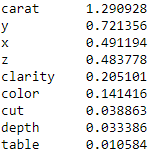 carat 1.290928
y 0.721356
x 0.491194
z 0.483778
clarity 0.205101
color 0.141416
cut 0.038863
depth 0.033386
table 0.010584